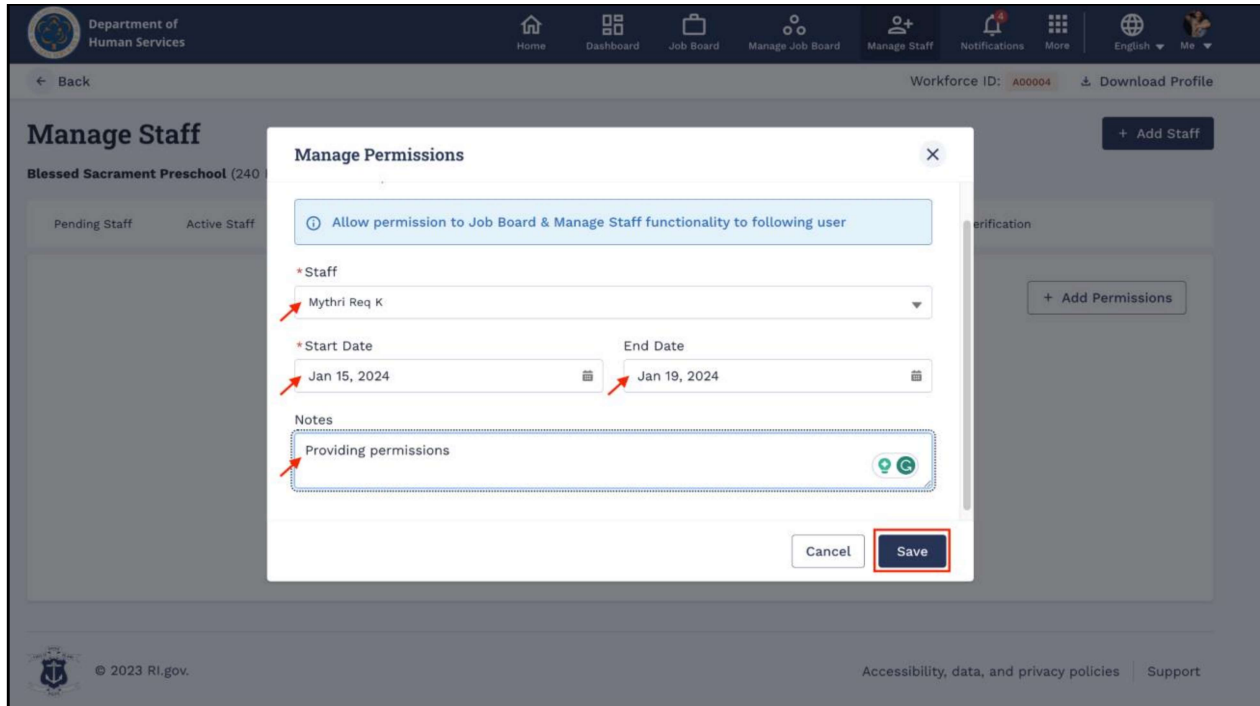 Department of
Human Services
Home
Dashboard
Job Board
Manage Job Board
Manage Staff
4
Notifications
More
English
Me
Back
Workforce ID: A00004
Download Profile
Manage Staff
+ Add Staff
Blessed Sacrament Preschool (240
Pending Staff
Active Staff
erification
+ Add Permissions
Manage Permissions
Allow permission to Job Board & Manage Staff functionality to following user
*Staff
Mythri Req K
*Start Date
End Date
Jan 15, 2024
Jan 19, 2024
Notes
Providing permissions
Cancel
Save
© 2023 RI.gov.
Accessibility, data, and privacy policies
Support